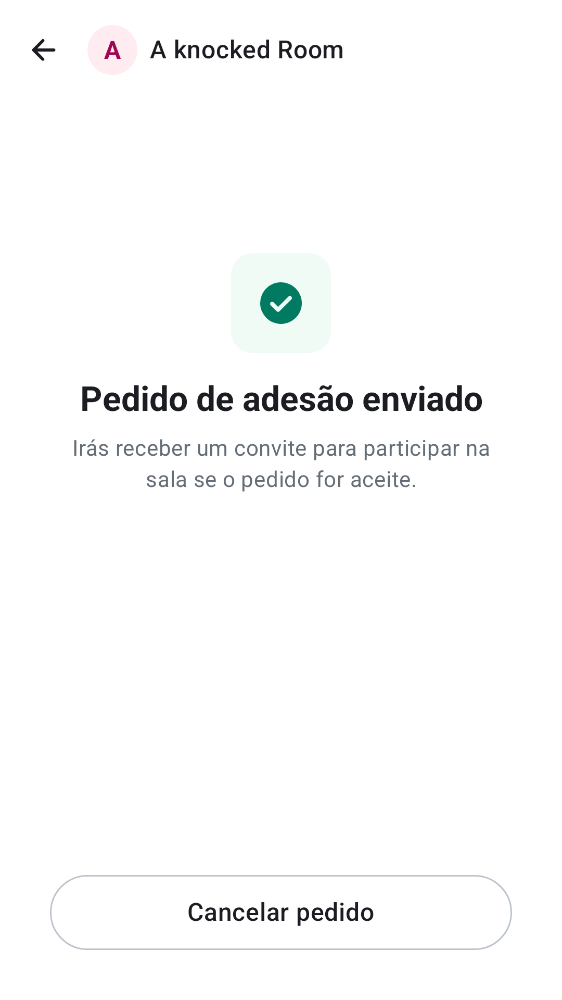 A
A knocked Room
Pedido de adesão enviado
Irás receber um convite para participar na
sala se o pedido for aceite.
Cancelar pedido